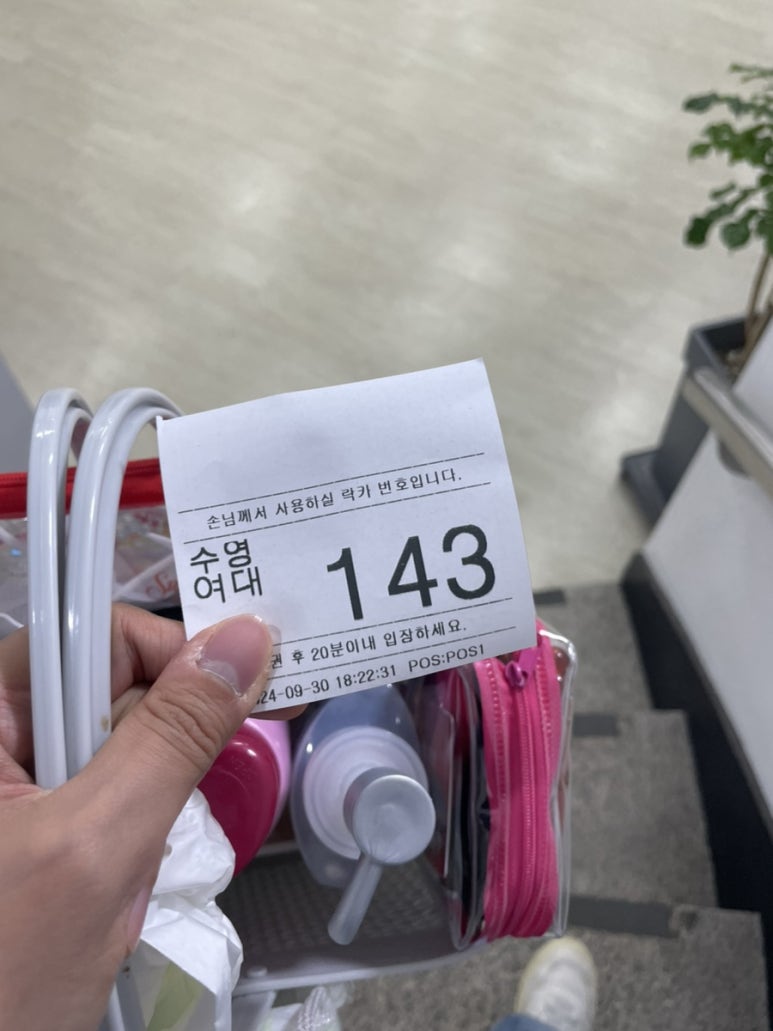 손님께서 사용하실 락카 번호입니다.
수영
여대
143
권 후 20분이내 입장하세요.
24-09-30 18:22:31 POS:POS1